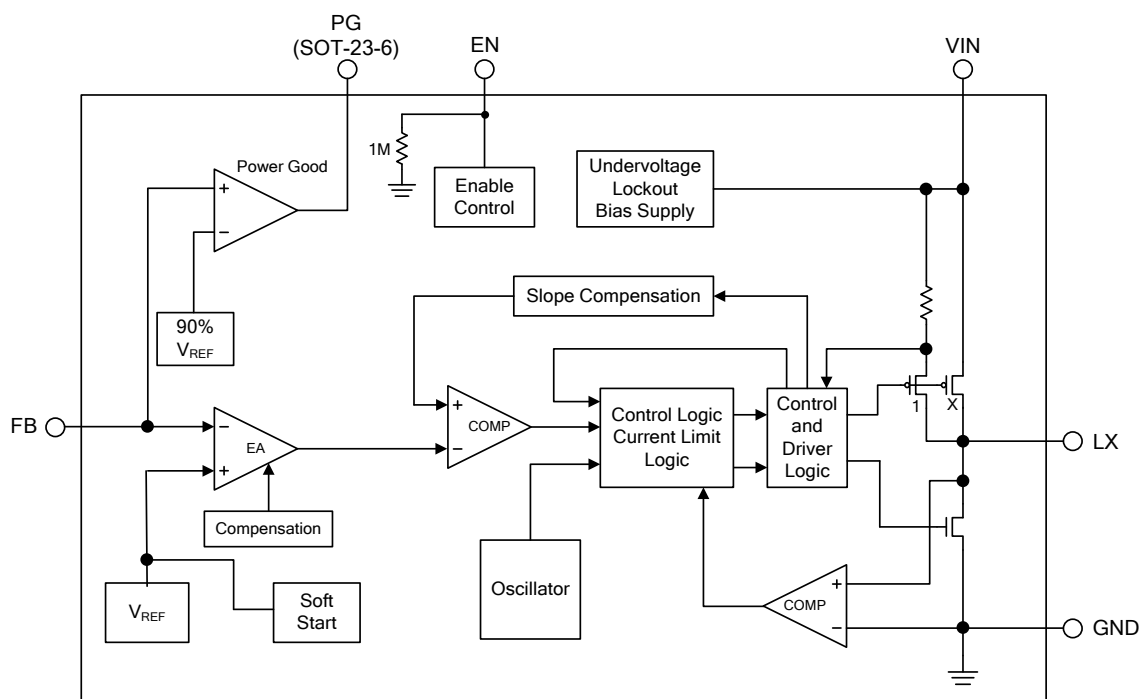 PG
(SOT-23-6)
EN
VIN
Power Good
+
−
1M
Enable
Control
Undervoltage
Lockout
Bias Supply
90%
VREF
Slope Compensation
FB
−
EA
+
Compensation
+
COMP
−
Control Logic
Current Limit
Logic
Control
and
Driver
Logic
1
X
LX
VREF
Soft
Start
Oscillator
+
COMP
−
GND